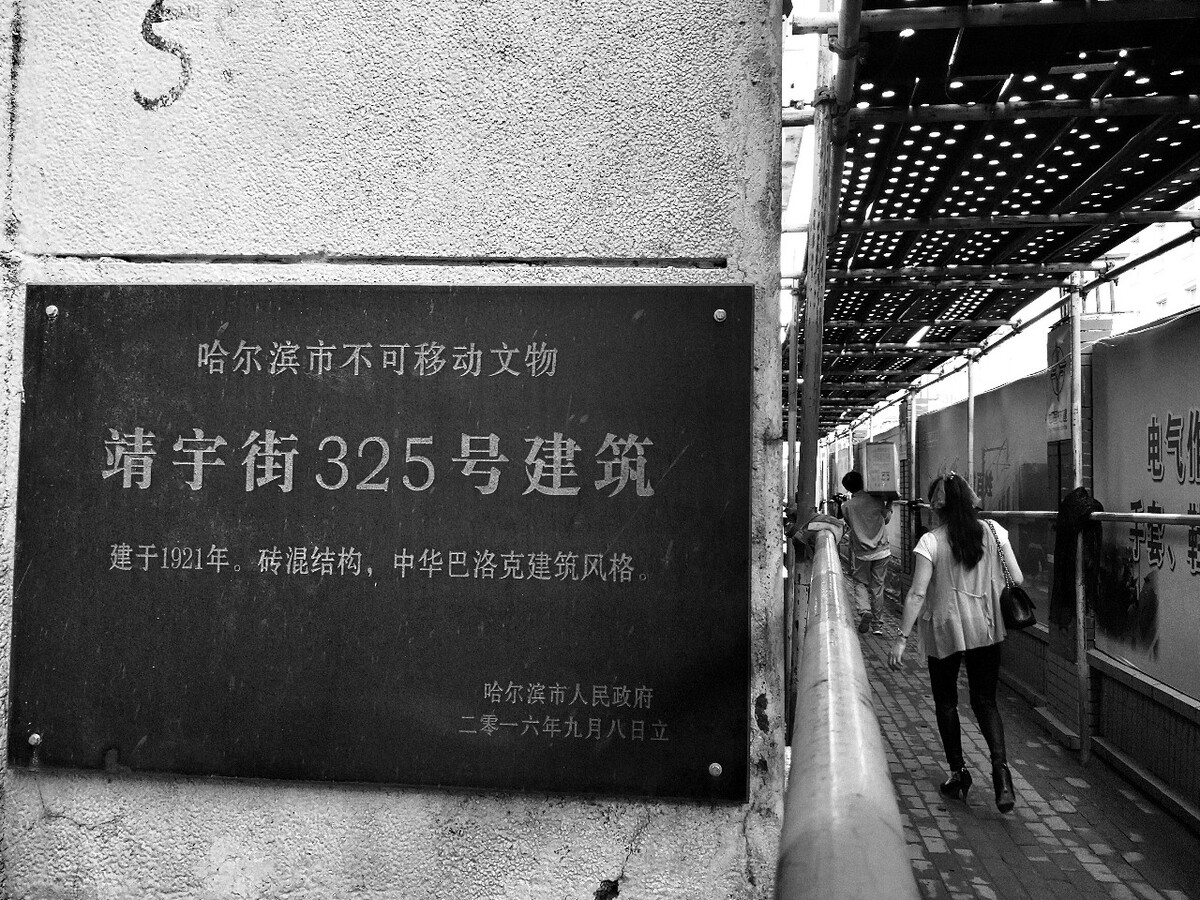 5
哈尔滨市不可移动文物
靖宇街325号建筑
建于1921年。砖混结构，中华巴洛克建筑风格。
哈尔滨市人民政府
二零一六年九月八日立
电气
手套、